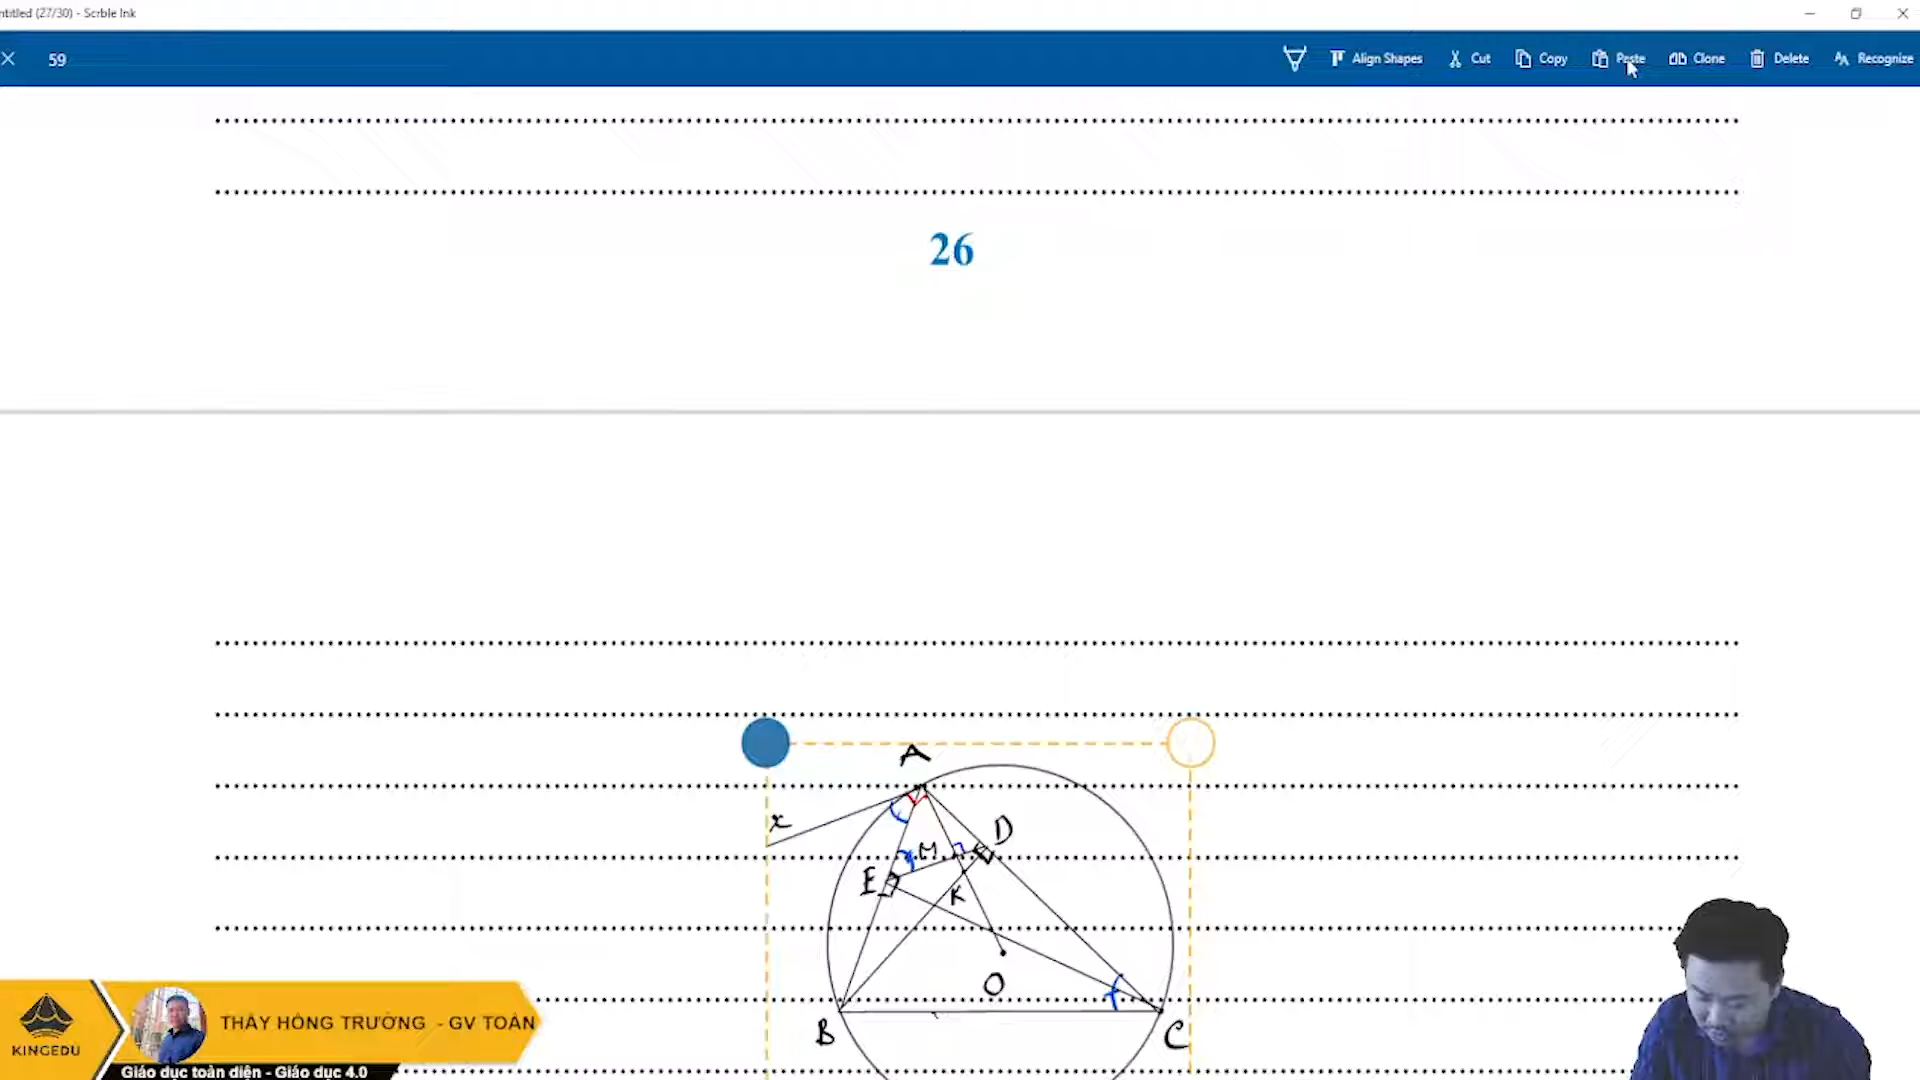 ntitled (27/30) - Scrble Ink
59
Align Shapes
Cut
Copy
Paste
Clone
Delete
Recognize
26
A
x
D
M
E
K
O
B
C
THẦY HỒNG TRƯỜNG - GV TOÁN
KINGEDU
Giáo dục toàn diện - Giáo dục 4.0